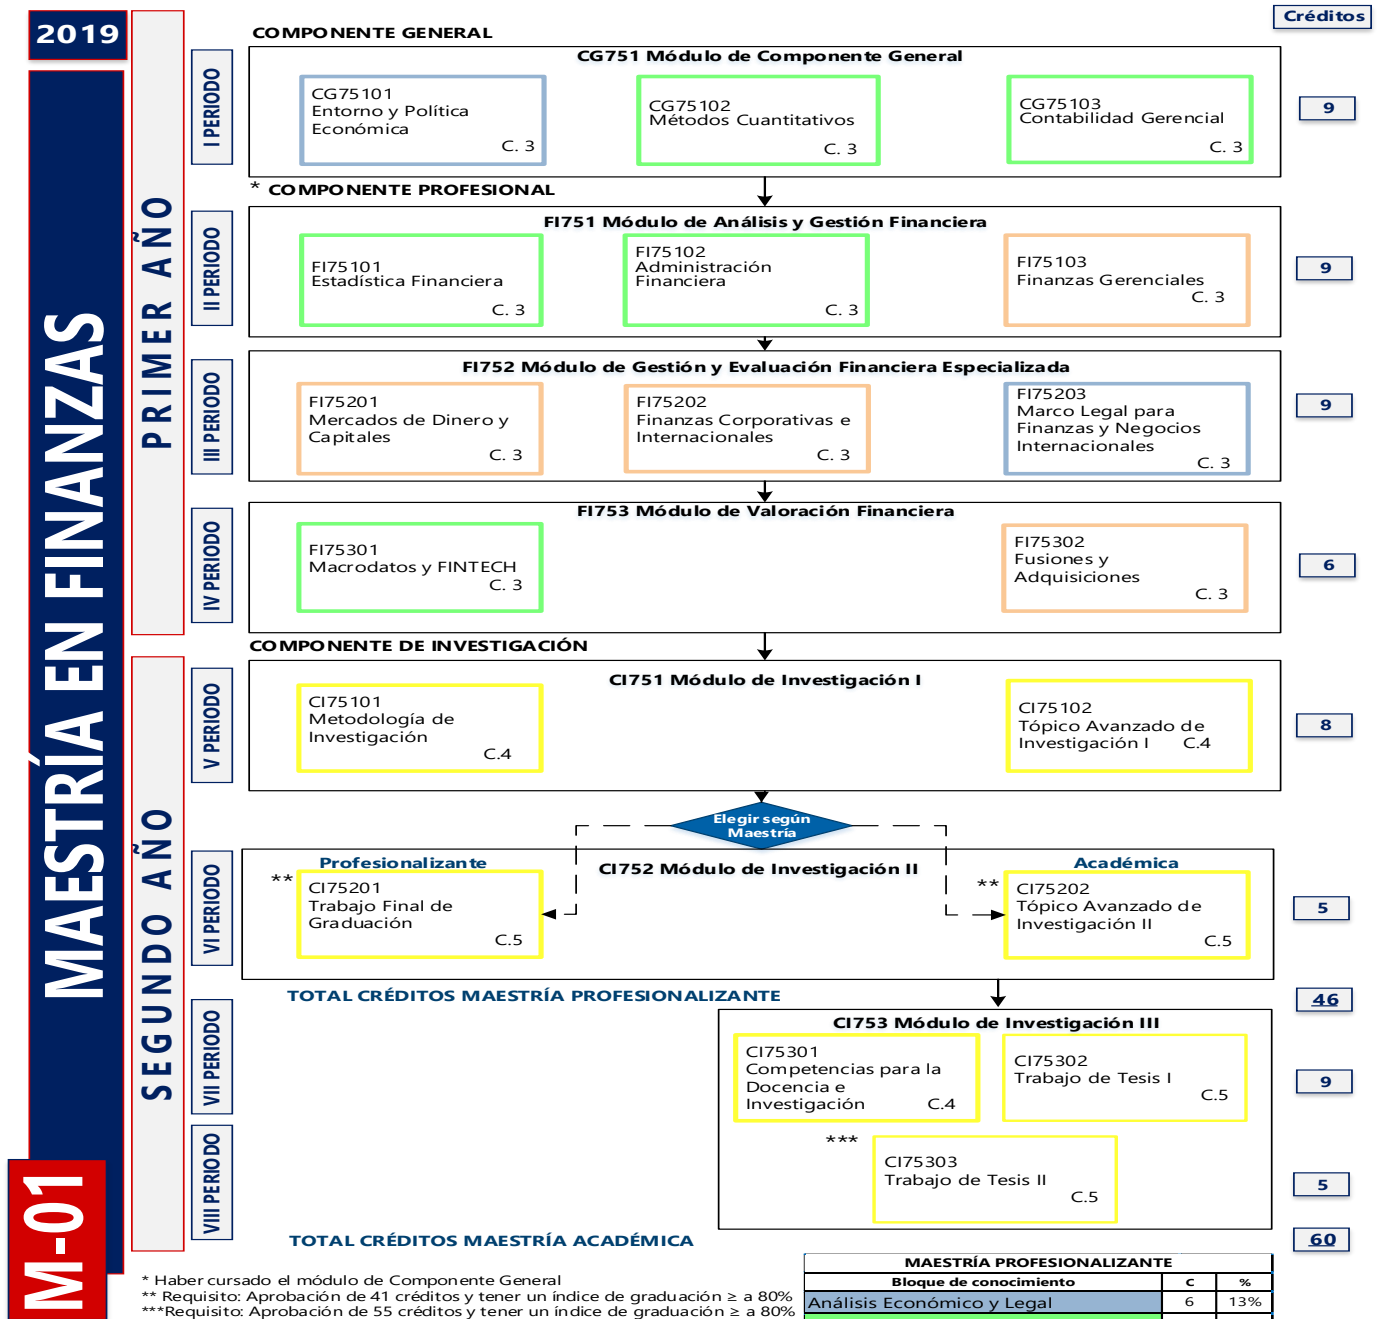 2019
MAESTRÍA EN FINANZAS
M-01
Créditos
PRIMER AÑO
COMPONENTE GENERAL
I PERIODO
CG751 Módulo de Componente General
CG75101
Entorno y Política
Económica
C. 3
CG75102
Métodos Cuantitativos
C. 3
CG75103
Contabilidad Gerencial
C. 3
9
* COMPONENTE PROFESIONAL
II PERIODO
FI751 Módulo de Análisis y Gestión Financiera
FI75101
Estadística Financiera
C. 3
FI75102
Administración
Financiera
C. 3
FI75103
Finanzas Gerenciales
C. 3
9
III PERIODO
FI752 Módulo de Gestión y Evaluación Financiera Especializada
FI75201
Mercados de Dinero y
Capitales
C. 3
FI75202
Finanzas Corporativas e
Internacionales
C. 3
FI75203
Marco Legal para
Finanzas y Negocios
Internacionales
C. 3
9
IV PERIODO
FI753 Módulo de Valoración Financiera
FI75301
Macrodatos y FINTECH
C. 3
FI75302
Fusiones y
Adquisiciones
C. 3
6
SEGUNDO AÑO
COMPONENTE DE INVESTIGACIÓN
V PERIODO
CI751 Módulo de Investigación I
CI75101
Metodología de
Investigación
C.4
CI75102
Tópico Avanzado de
Investigación I C.4
8
Elegir según
Maestría
VI PERIODO
CI752 Módulo de Investigación II
Profesionalizante
**
CI75201
Trabajo Final de
Graduación
C.5
Académica
**
CI75202
Tópico Avanzado de
Investigación II
C.5
5
TOTAL CRÉDITOS MAESTRÍA PROFESIONALIZANTE
46
VII PERIODO
CI753 Módulo de Investigación III
CI75301
Competencias para la
Docencia e
Investigación C.4
CI75302
Trabajo de Tesis I
C.5
9
VIII PERIODO
***
CI75303
Trabajo de Tesis II
C.5
5
TOTAL CRÉDITOS MAESTRÍA ACADÉMICA
60
* Haber cursado el módulo de Componente General
** Requisito: Aprobación de 41 créditos y tener un índice de graduación ≥ a 80%
***Requisito: Aprobación de 55 créditos y tener un índice de graduación ≥ a 80%
MAESTRÍA PROFESIONALIZANTE
Bloque de conocimiento C %
Análisis Económico y Legal 6 13%